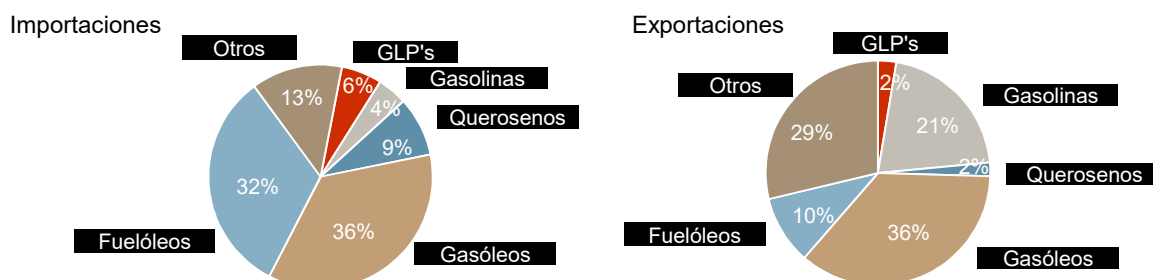 Importaciones
Otros
GLP's
Gasolinas
Querosenos
Gasóleos
Fuelóleos
13%
6%
4%
9%
36%
32%
Exportaciones
GLP's
Gasolinas
Querosenos
Gasóleos
Fuelóleos
Otros
2%
21%
2%
36%
10%
29%